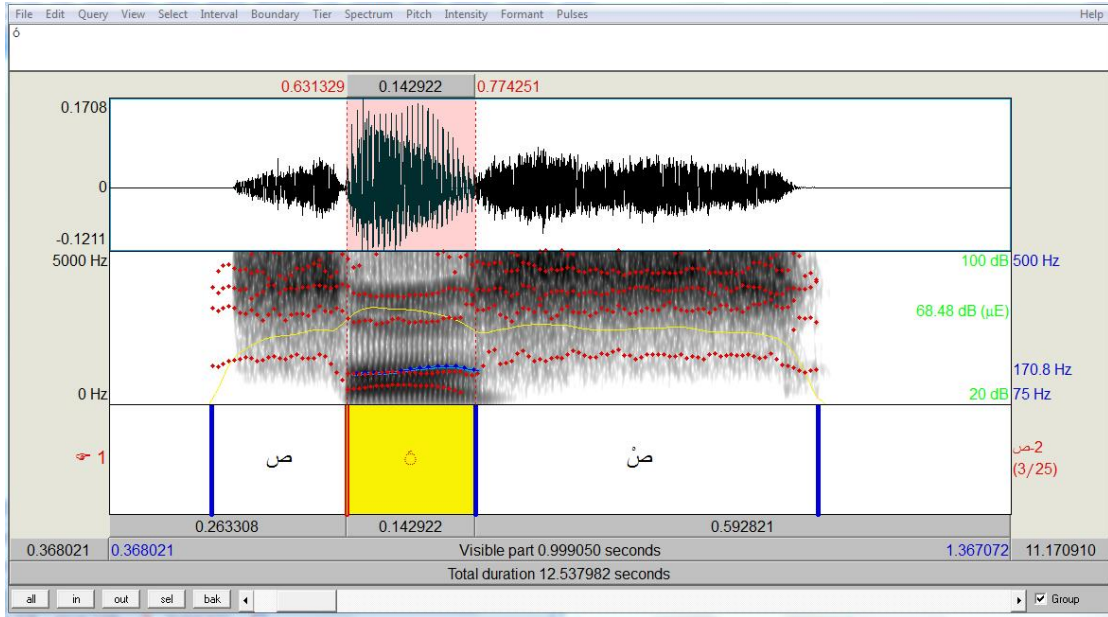 File Edit Query View Select Interval Boundary Tier Spectrum Pitch Intensity Formant Pulses Help
0.631329 0.142922 0.774251
0.1708
0
-0.1211
5000 Hz 100 dB 500 Hz
68.48 dB (µE)
170.8 Hz
0 Hz 20 dB 75 Hz
☞ 1 ص صْ 2-ص
(3/25)
0.263308 0.142922 0.592821
0.368021 0.368021 Visible part 0.999050 seconds 1.367072 11.170910
Total duration 12.537982 seconds
all in out sel bak Group